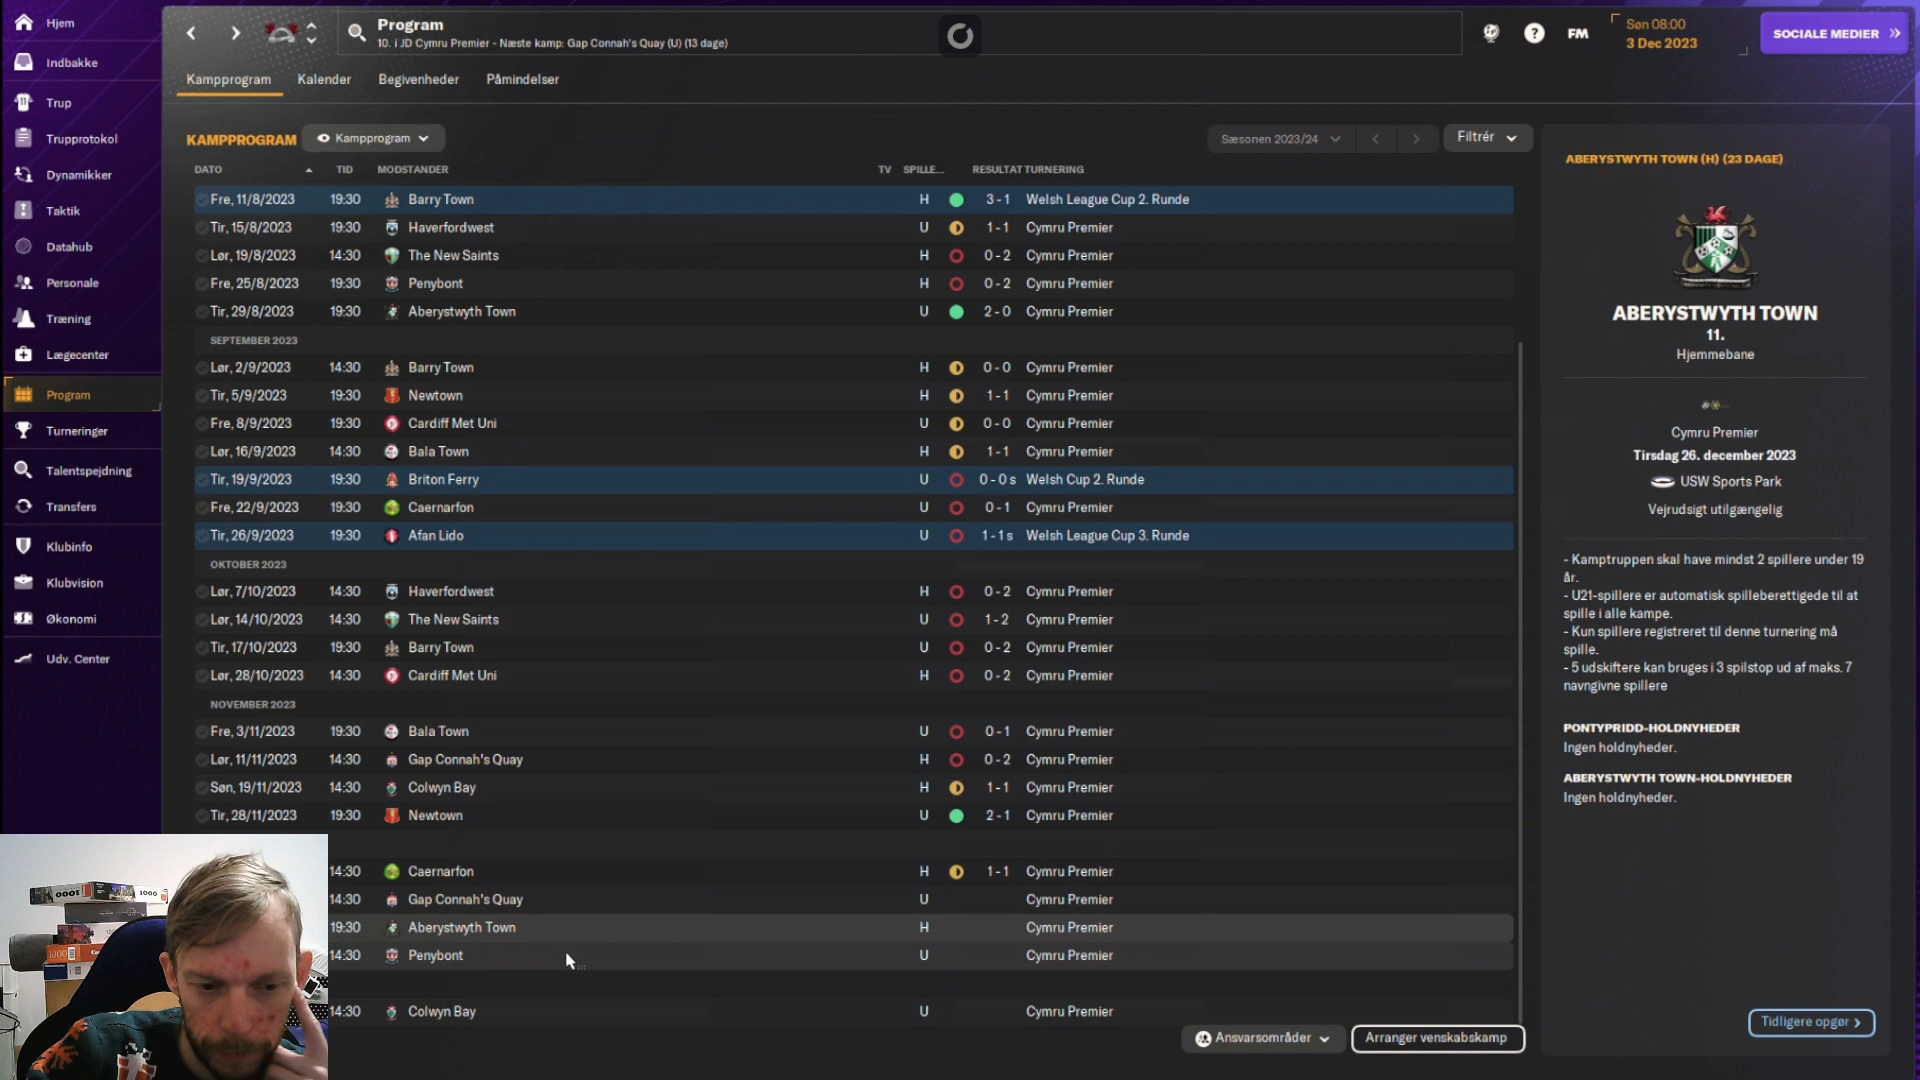 Hjem
Indbakke
Trup
Trupprotokol
Dynamikker
Taktik
Datahub
Personale
Træning
Lægecenter
Program
Turneringer
Talentspejdning
Transfers
Klubinfo
Klubvision
Økonomi
Udv. Center
Program
10. i JD Cymru Premier - Næste kamp: Gap Connah's Quay (U) (13 dage)
FM
Søn 08:00
3 Dec 2023
SOCIALE MEDIER
Kampprogram Kalender Begivenheder Påmindelser
KAMPPROGRAM Kampprogram Sæsonen 2023/24 Filtrér
DATO TID MODSTANDER TV SPILLE... RESULTAT TURNERING
Fre, 11/8/2023 19:30 Barry Town H 3 - 1 Welsh League Cup 2. Runde
Tir, 15/8/2023 19:30 Haverfordwest U 1 - 1 Cymru Premier
Lør, 19/8/2023 14:30 The New Saints H 0 - 2 Cymru Premier
Fre, 25/8/2023 19:30 Penybont H 0 - 2 Cymru Premier
Tir, 29/8/2023 19:30 Aberystwyth Town U 2 - 0 Cymru Premier
SEPTEMBER 2023
Lør, 2/9/2023 14:30 Barry Town H 0 - 0 Cymru Premier
Tir, 5/9/2023 19:30 Newtown H 1 - 1 Cymru Premier
Fre, 8/9/2023 19:30 Cardiff Met Uni U 0 - 0 Cymru Premier
Lør, 16/9/2023 14:30 Bala Town H 1 - 1 Cymru Premier
Tir, 19/9/2023 19:30 Briton Ferry U 0 - 0 s Welsh Cup 2. Runde
Fre, 22/9/2023 19:30 Caernarfon U 0 - 1 Cymru Premier
Tir, 26/9/2023 19:30 Afan Lido U 1 - 1 s Welsh League Cup 3. Runde
OKTOBER 2023
Lør, 7/10/2023 14:30 Haverfordwest H 0 - 2 Cymru Premier
Lør, 14/10/2023 14:30 The New Saints U 1 - 2 Cymru Premier
Tir, 17/10/2023 19:30 Barry Town U 0 - 2 Cymru Premier
Lør, 28/10/2023 14:30 Cardiff Met Uni H 0 - 2 Cymru Premier
NOVEMBER 2023
Fre, 3/11/2023 19:30 Bala Town U 0 - 1 Cymru Premier
Lør, 11/11/2023 14:30 Gap Connah's Quay H 0 - 2 Cymru Premier
Søn, 19/11/2023 14:30 Colwyn Bay H 1 - 1 Cymru Premier
Tir, 28/11/2023 19:30 Newtown U 2 - 1 Cymru Premier
14:30 Caernarfon H 1 - 1 Cymru Premier
14:30 Gap Connah's Quay U Cymru Premier
19:30 Aberystwyth Town H Cymru Premier
14:30 Penybont U Cymru Premier
14:30 Colwyn Bay U Cymru Premier
Ansvarsområder Arranger venskabskamp
ABERYSTWYTH TOWN (H) (23 DAGE)
ABERYSTWYTH TOWN
11.
Hjemmebane
Cymru Premier
Tirsdag 26. december 2023
USW Sports Park
Vejrudsigt utilgængelig
- Kamptruppen skal have mindst 2 spillere under 19
år.
- U21-spillere er automatisk spilleberettigede til at
spille i alle kampe.
- Kun spillere registreret til denne turnering må
spille.
- 5 udskiftere kan bruges i 3 spilstop ud af maks. 7
navngivne spillere
PONTYPRIDD-HOLDNYHEDER
Ingen holdnyheder.
ABERYSTWYTH TOWN-HOLDNYHEDER
Ingen holdnyheder.
Tidligere opgør
1000
1000
1000